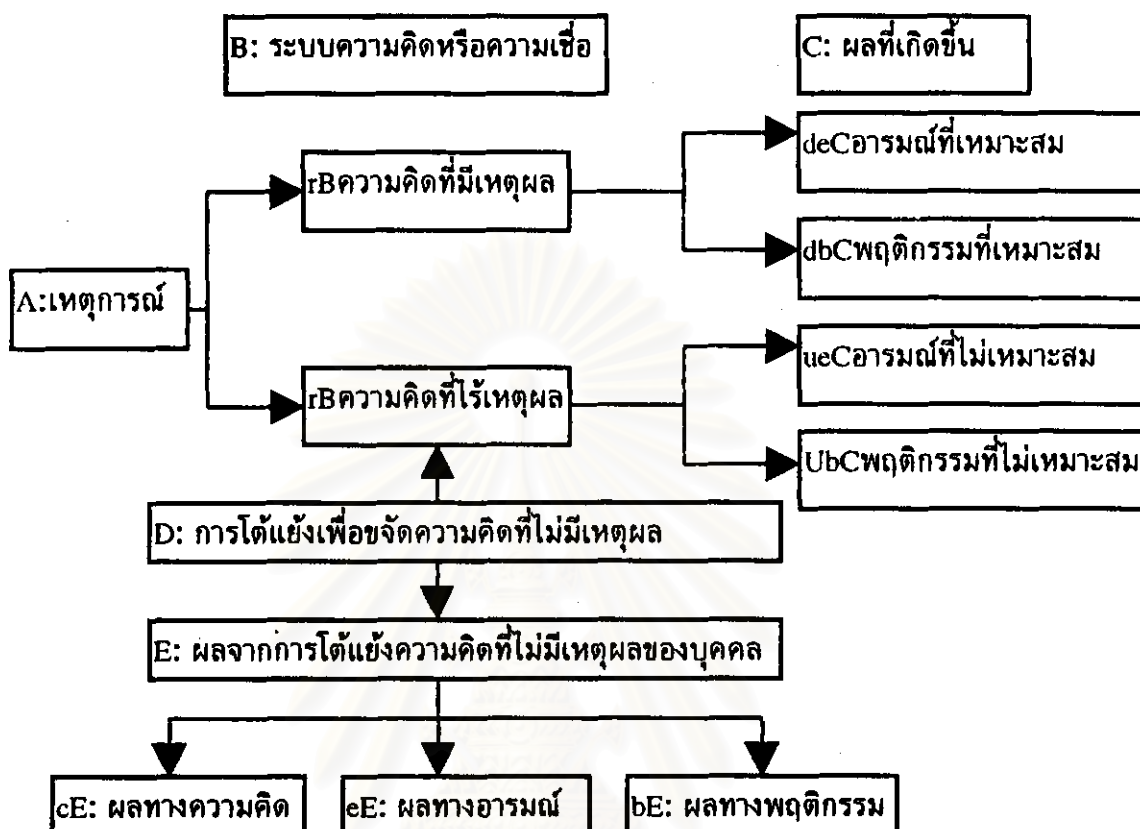 B: ระบบความคิดหรือความเชื่อ
C: ผลที่เกิดขึ้น
deCอารมณ์ที่เหมาะสม
rBความคิดที่มีเหตุผล
dbCพฤติกรรมที่เหมาะสม
A:เหตุการณ์
ueCอารมณ์ที่ไม่เหมาะสม
rBความคิดที่ไร้เหตุผล
UbCพฤติกรรมที่ไม่เหมาะสม
D: การโต้แย้งเพื่อขจัดความคิดที่ไม่มีเหตุผล
E: ผลจากการโต้แย้งความคิดที่ไม่มีเหตุผลของบุคคล
cE: ผลทางความคิด
eE: ผลทางอารมณ์
bE: ผลทางพฤติกรรม